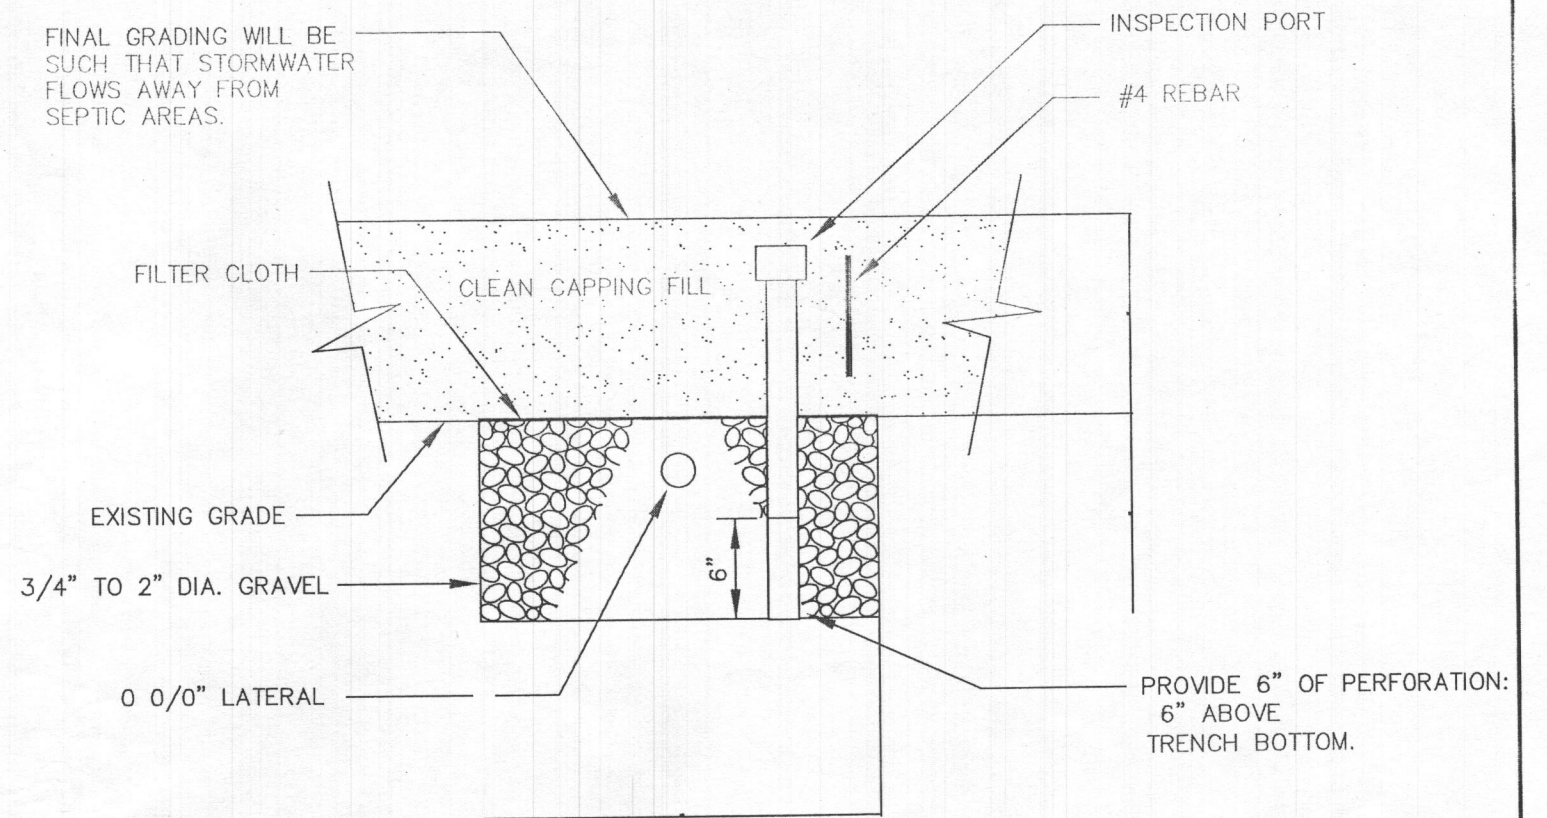 FINAL GRADING WILL BE
SUCH THAT STORMWATER
FLOWS AWAY FROM
SEPTIC AREAS.
INSPECTION PORT
#4 REBAR
FILTER CLOTH
CLEAN CAPPING FILL
EXISTING GRADE
3/4" TO 2" DIA. GRAVEL
6"
0 0/0" LATERAL
PROVIDE 6" OF PERFORATION:
6" ABOVE
TRENCH BOTTOM.